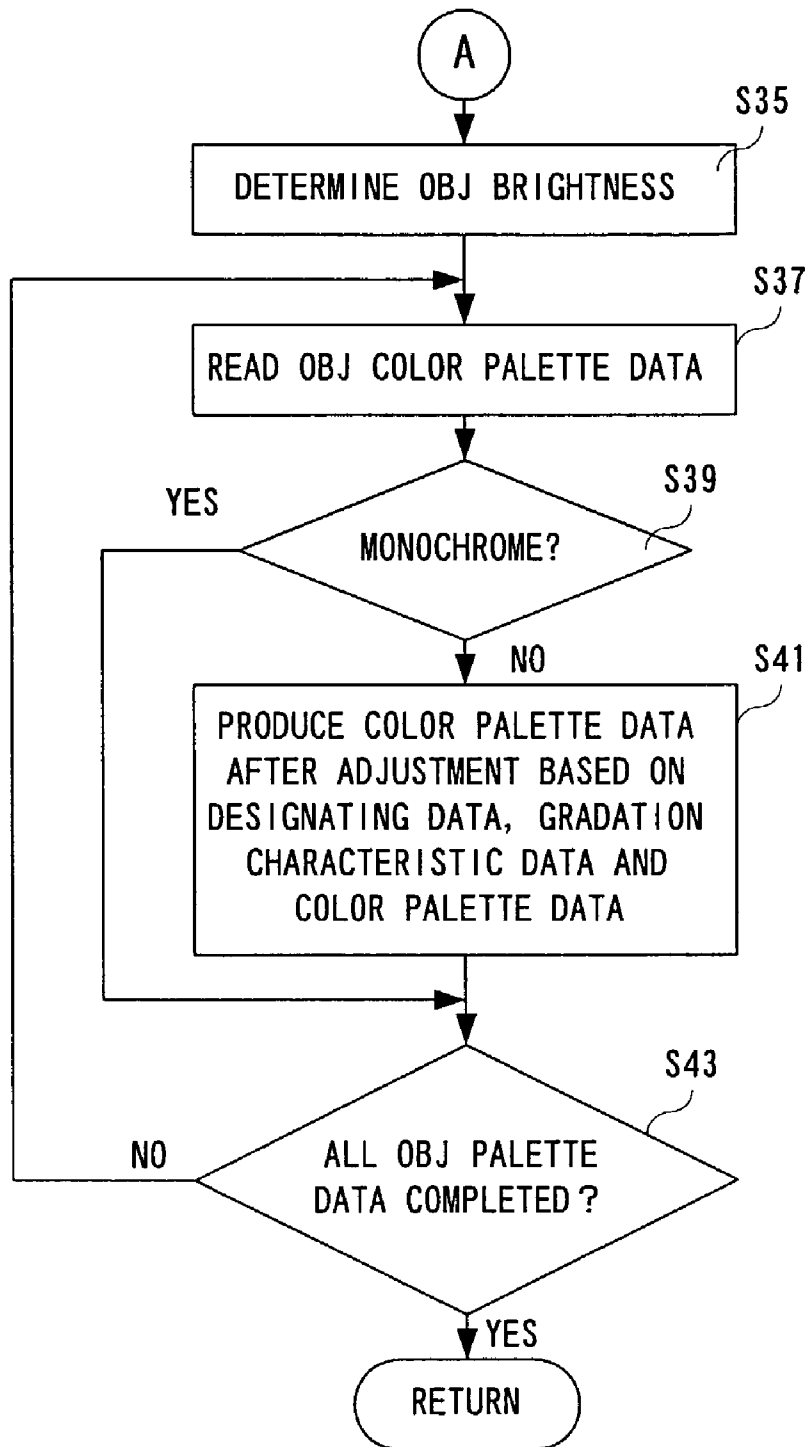 A
S35
DETERMINE OBJ BRIGHTNESS
S37
READ OBJ COLOR PALETTE DATA
S39
YES
MONOCHROME?
NO
S41
PRODUCE COLOR PALETTE DATA
AFTER ADJUSTMENT BASED ON
DESIGNATING DATA, GRADATION
CHARACTERISTIC DATA AND
COLOR PALETTE DATA
S43
NO
ALL OBJ PALETTE
DATA COMPLETED?
YES
RETURN